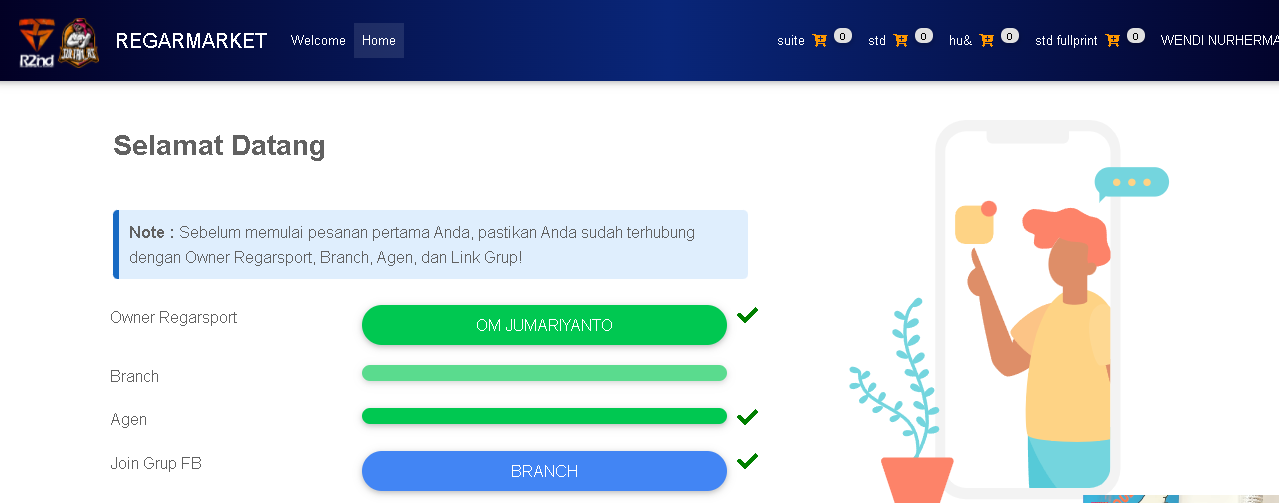 R2nd
REGARMARKET
Welcome
Home
suite 0
std 0
hu& 0
std fullprint 0
WENDI NURHERMA
Selamat Datang
Note : Sebelum memulai pesanan pertama Anda, pastikan Anda sudah terhubung
dengan Owner Regarsport, Branch, Agen, dan Link Grup!
Owner Regarsport
OM JUMARIYANTO
Branch
Agen
Join Grup FB
BRANCH